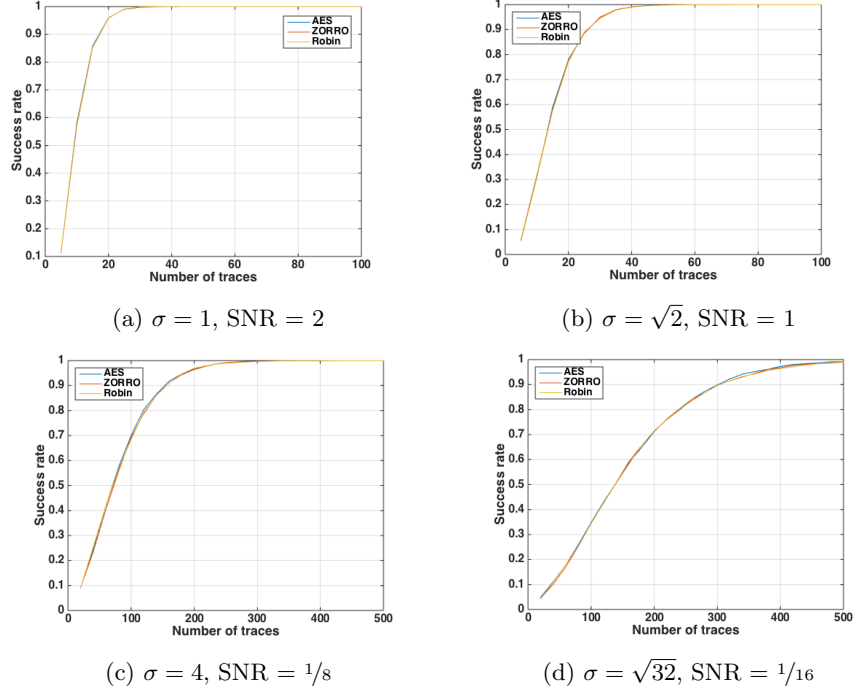 1
0.9
0.8
0.7
0.6
0.5
0.4
0.3
0.2
0.1
Success rate
AES
ZORRO
Robin
0 20 40 60 80 100
Number of traces
(a) σ = 1, SNR = 2
1
0.9
0.8
0.7
0.6
0.5
0.4
0.3
0.2
0.1
0
Success rate
AES
ZORRO
Robin
0 20 40 60 80 100
Number of traces
(b) σ = √2, SNR = 1
1
0.9
0.8
0.7
0.6
0.5
0.4
0.3
0.2
0.1
0
Success rate
AES
ZORRO
Robin
0 100 200 300 400 500
Number of traces
(c) σ = 4, SNR = 1/8
1
0.9
0.8
0.7
0.6
0.5
0.4
0.3
0.2
0.1
0
Success rate
AES
ZORRO
Robin
0 100 200 300 400 500
Number of traces
(d) σ = √32, SNR = 1/16